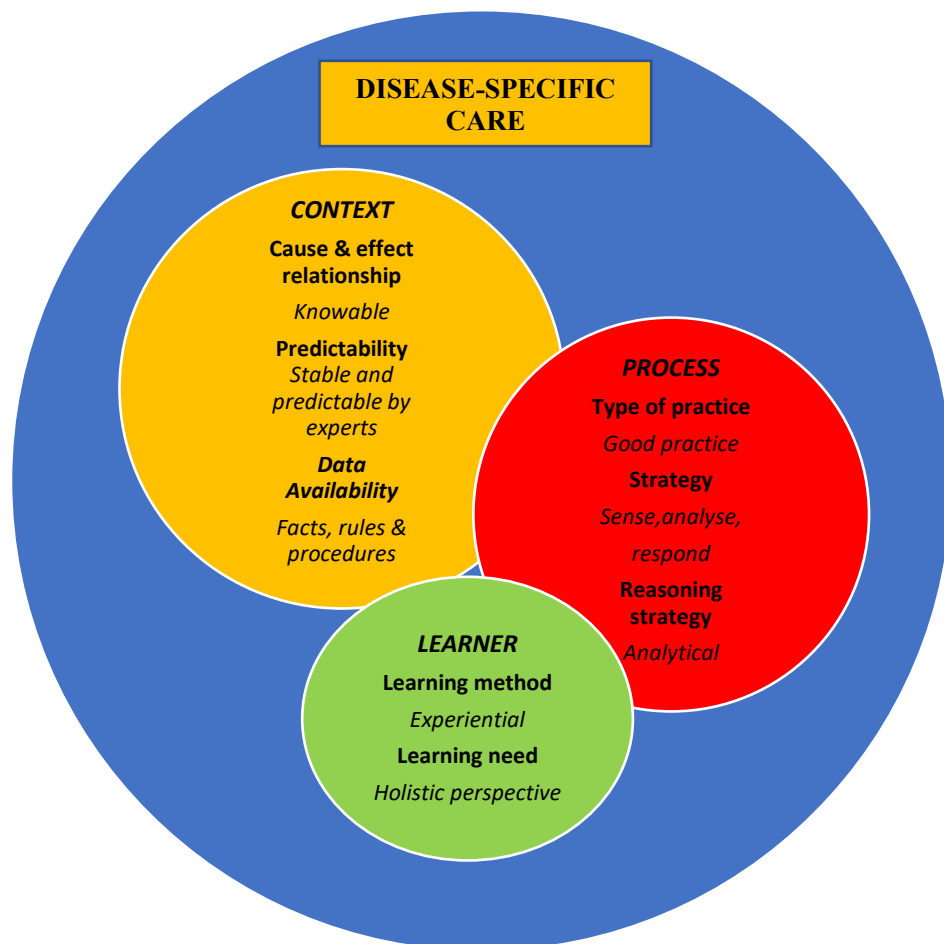 DISEASE-SPECIFIC
CARE
CONTEXT
Cause & effect
relationship
Knowable
Predictability
Stable and
predictable by
experts
Data
Availability
Facts, rules &
procedures
PROCESS
Type of practice
Good practice
Strategy
Sense,analyse,
respond
Reasoning
strategy
Analytical
LEARNER
Learning method
Experiential
Learning need
Holistic perspective